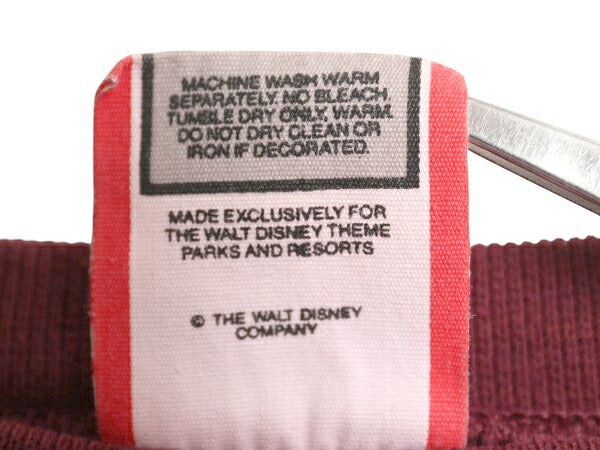 MACHINE WASH WARM
SEPARATELY. NO BLEACH.
TUMBLE DRY ONLY, WARM.
DO NOT DRY CLEAN OR
IRON IF DECORATED.
MADE EXCLUSIVELY FOR
THE WALT DISNEY THEME
PARKS AND RESORTS
© THE WALT DISNEY
COMPANY